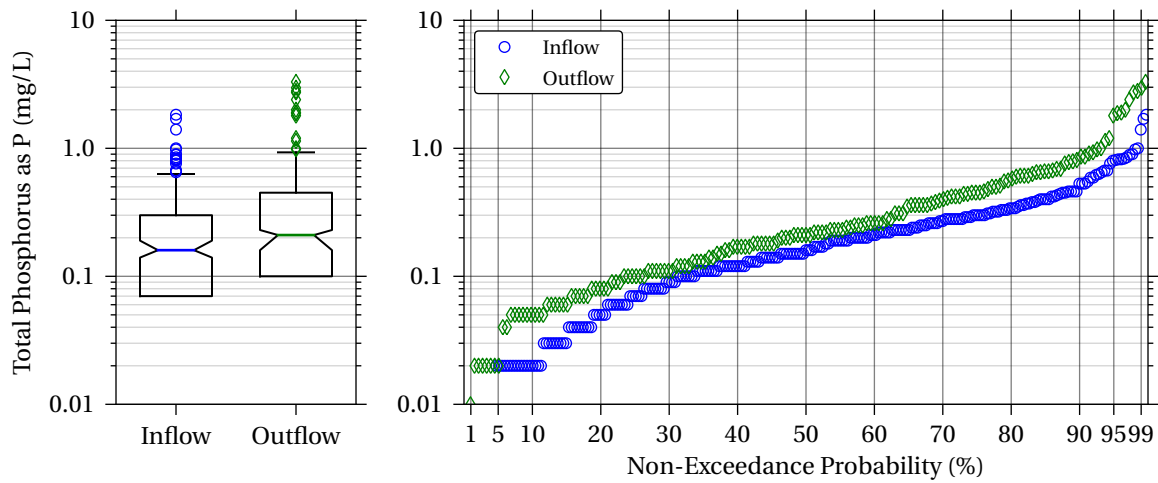 Total Phosphorus as P (mg/L)
10
1.0
0.1
0.01
Inflow Outflow
10
1.0
0.1
0.01
Inflow
Outflow
1 5 10 20 30 40 50 60 70 80 90 95 99
Non-Exceedance Probability (%)